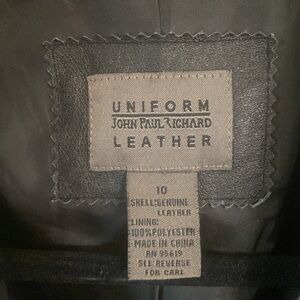 UNIFORM
JOHN PAUL RICHARD
LEATHER
10
SHELL:GENUINE
LEATHER
LINING:
100%POLYESTER
MADE IN CHINA
RN 95619
SEE REVERSE
FOR CARE